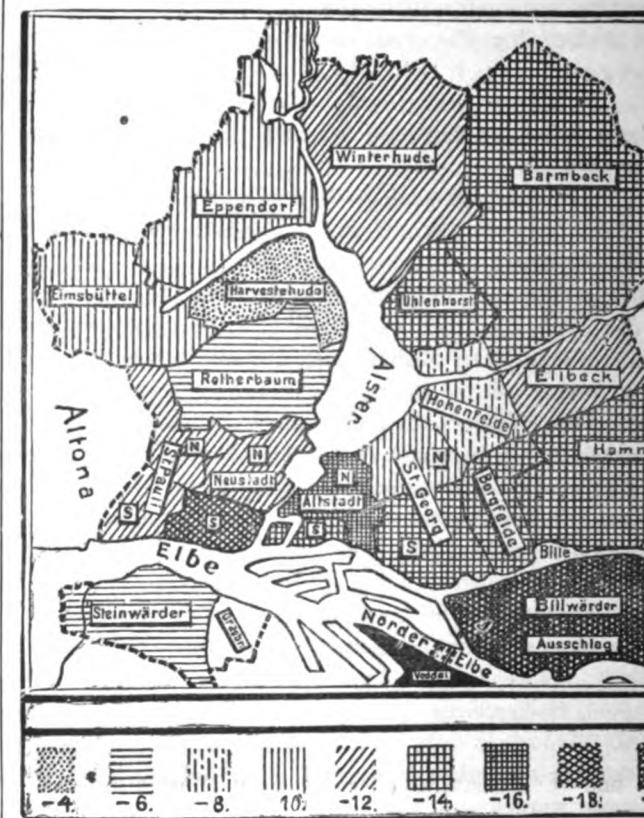 Winterhude.
Barmbeck
Eppendorf
Eimsbüttel
Harvestehude
Uhlenhorst
Rotherbaum
Alster.
Eilbeck
Hohenfelde
Altona
Hamm
St Pauli
N
N
Neustadt
N
N
Altstadt
St. Georg
Borgfelde
S
S
S
S
Elbe
Bille
Steinwärder
Billwärder
Ausschlag
Norder Elbe
Veddel
-4. -6. -8. 10. -12. -14. -16. -18.